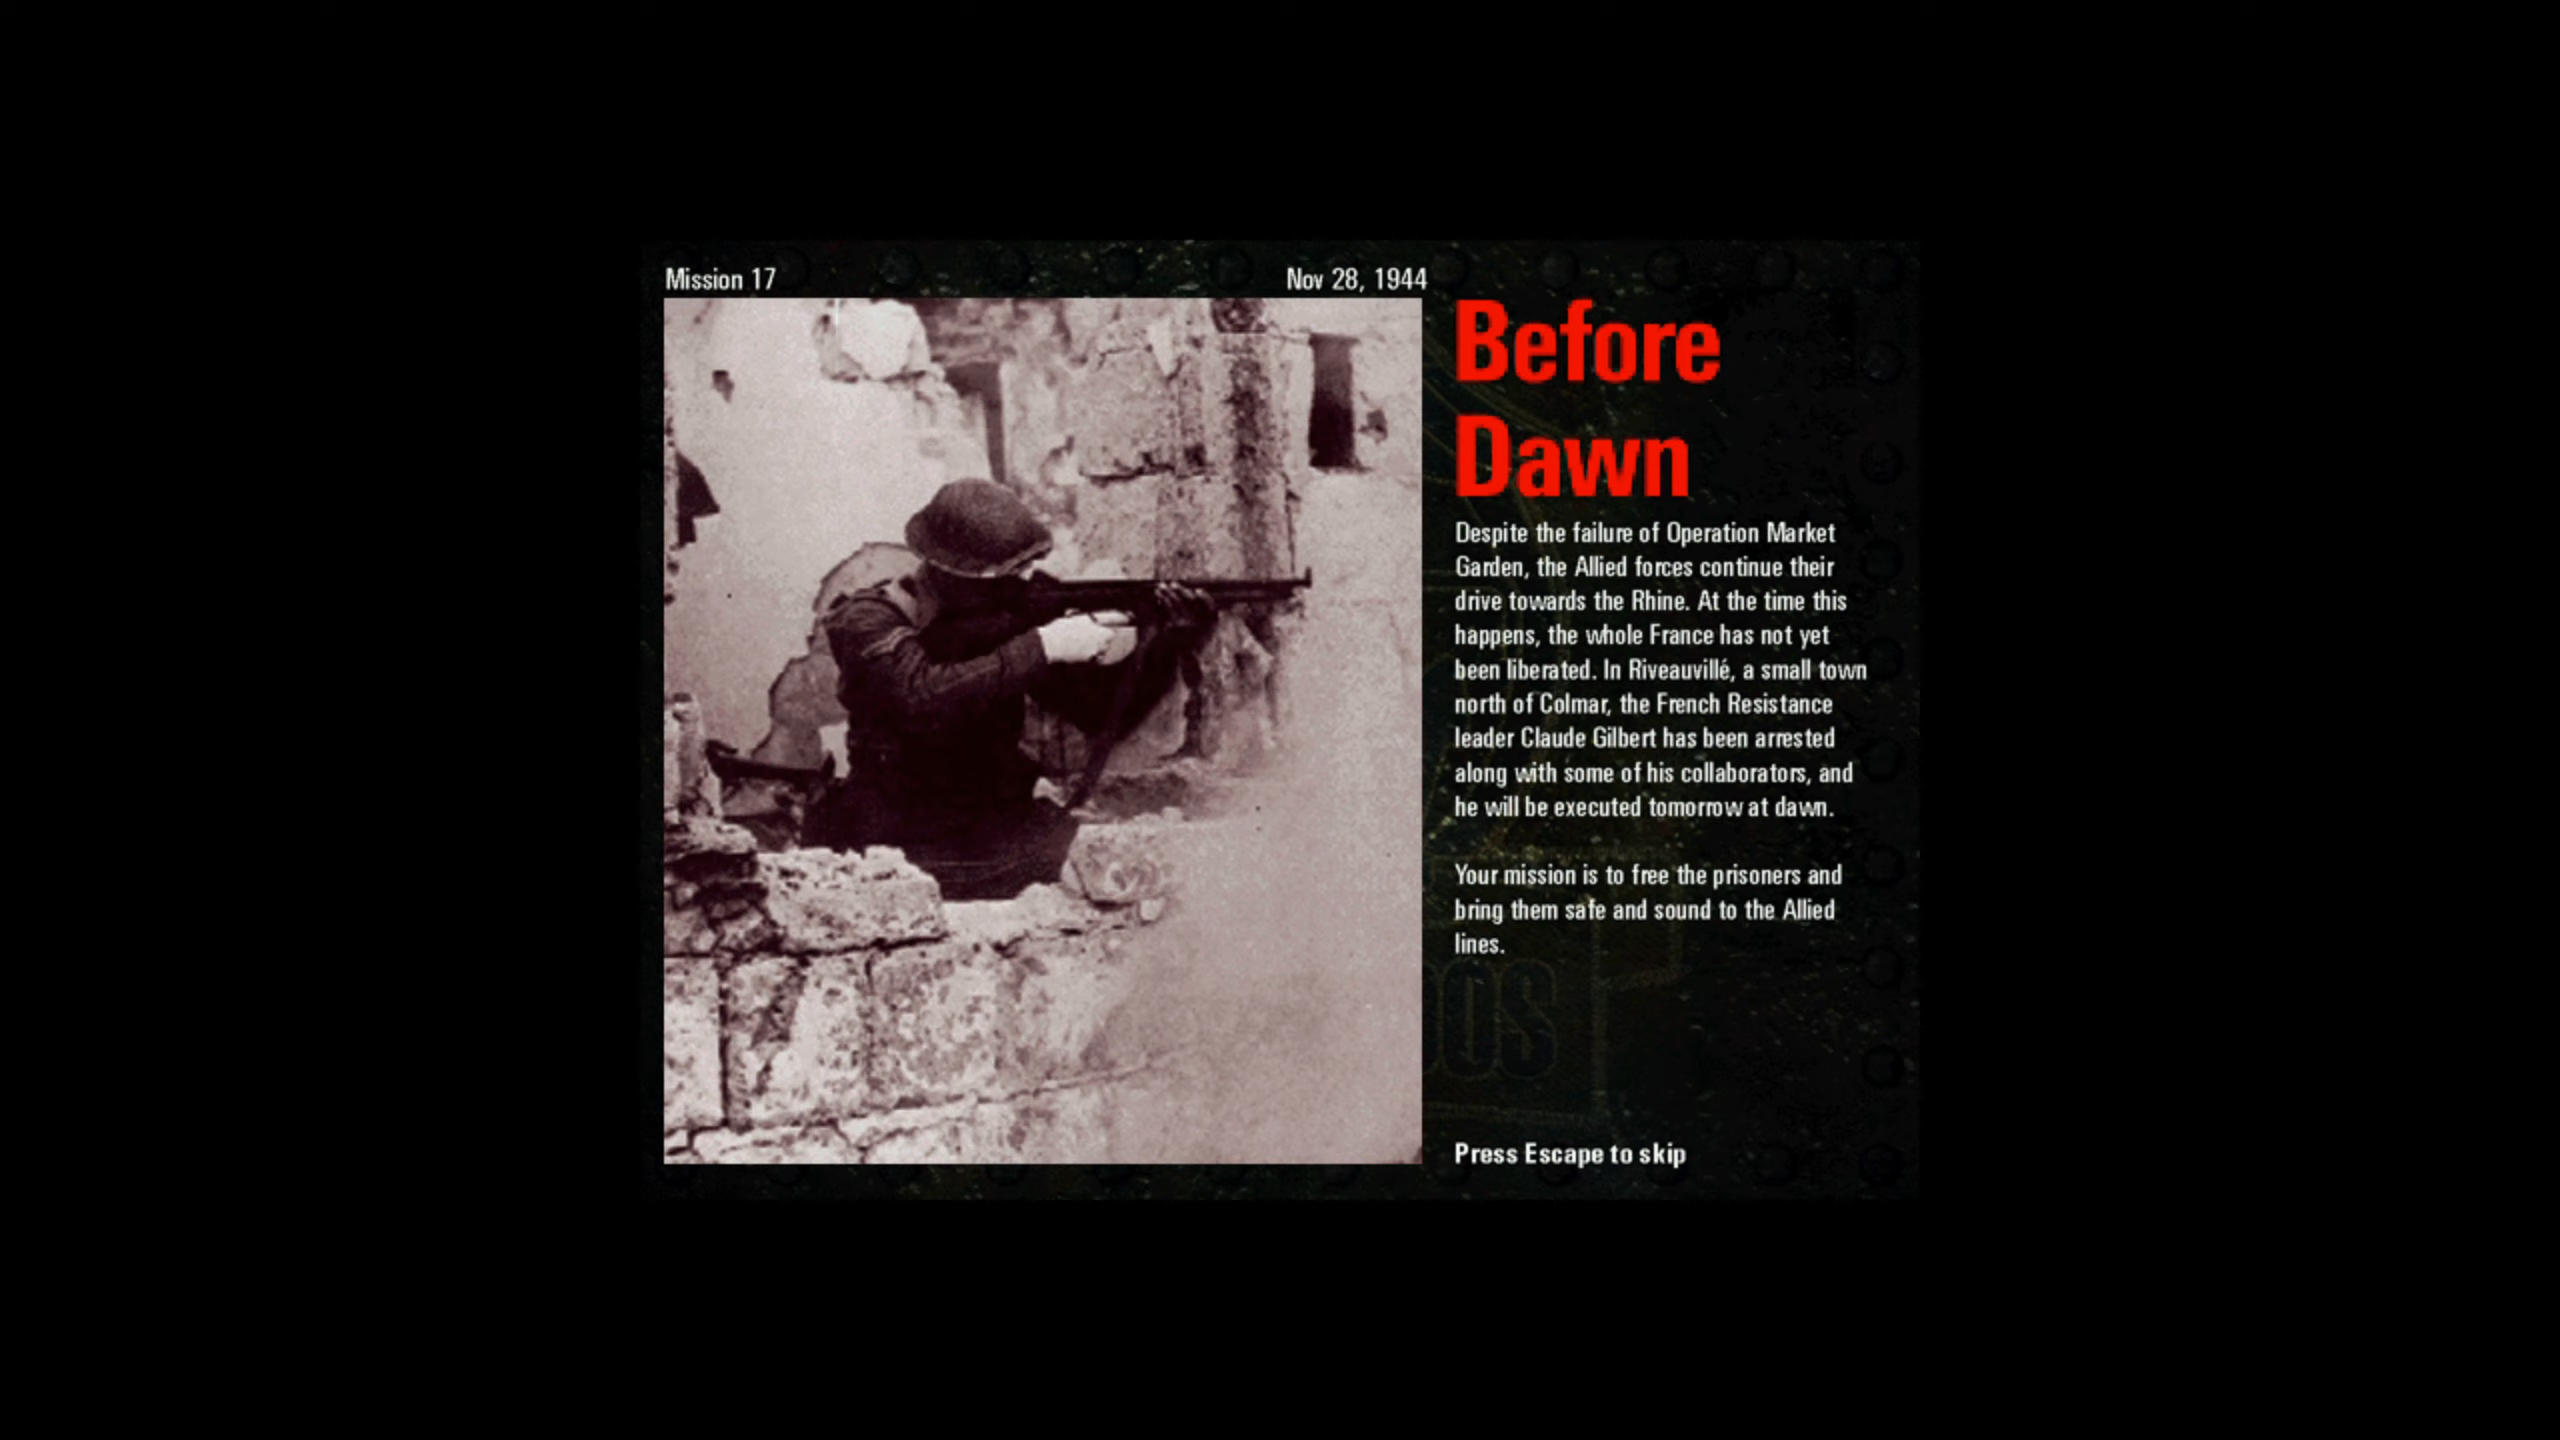 Mission 17
Nov 28, 1944
Before
Dawn
Despite the failure of Operation Market
Garden, the Allied forces continue their
drive towards the Rhine. At the time this
happens, the whole France has not yet
been liberated. In Riveauvillé, a small town
north of Colmar, the French Resistance
leader Claude Gilbert has been arrested
along with some of his collaborators, and
he will be executed tomorrow at dawn.
Your mission is to free the prisoners and
bring them safe and sound to the Allied
lines.
Press Escape to skip